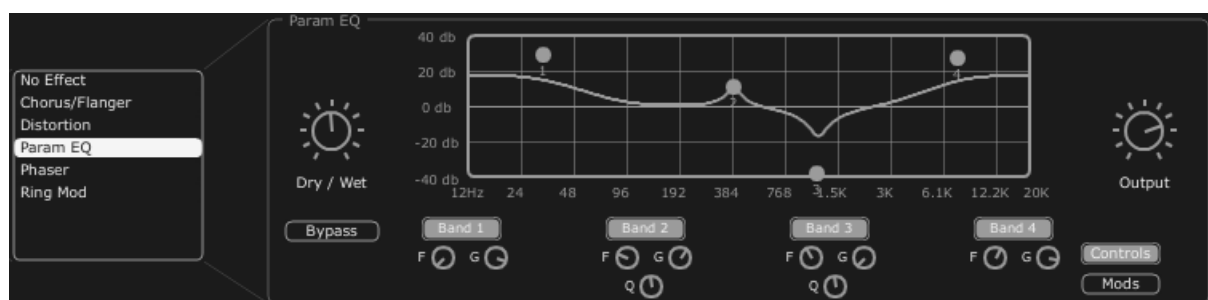 Param EQ
No Effect
Chorus/Flanger
Distortion
Param EQ
Phaser
Ring Mod
Dry / Wet
Bypass
40 db
20 db
0 db
-20 db
-40 db
1
2
3
4
12Hz 24 48 96 192 384 768 1.5K 3K 6.1K 12.2K 20K
Output
Band 1 Band 2 Band 3 Band 4
F G F G F G F G
Q Q
Controls
Mods